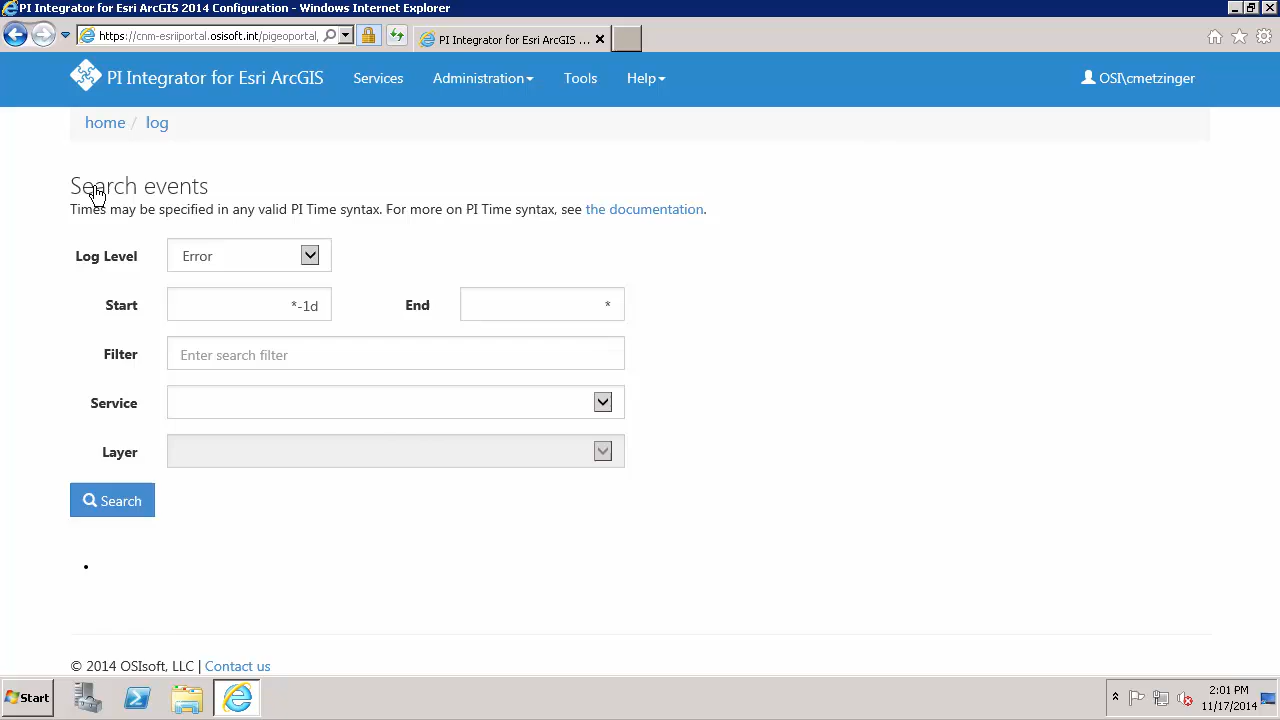 PI Integrator for Esri ArcGIS 2014 Configuration - Windows Internet Explorer
https://cnm-esriiportal.osisoft.int/pigeoportal,
PI Integrator for Esri ArcGIS ...
PI Integrator for Esri ArcGIS Services Administration Tools Help OSI\cmetzinger
home / log
Search events
Times may be specified in any valid PI Time syntax. For more on PI Time syntax, see the documentation.
Log Level Error
Start *-1d End *
Filter Enter search filter
Service
Layer
Search
© 2014 OSIsoft, LLC | Contact us
Start 2:01 PM
11/17/2014